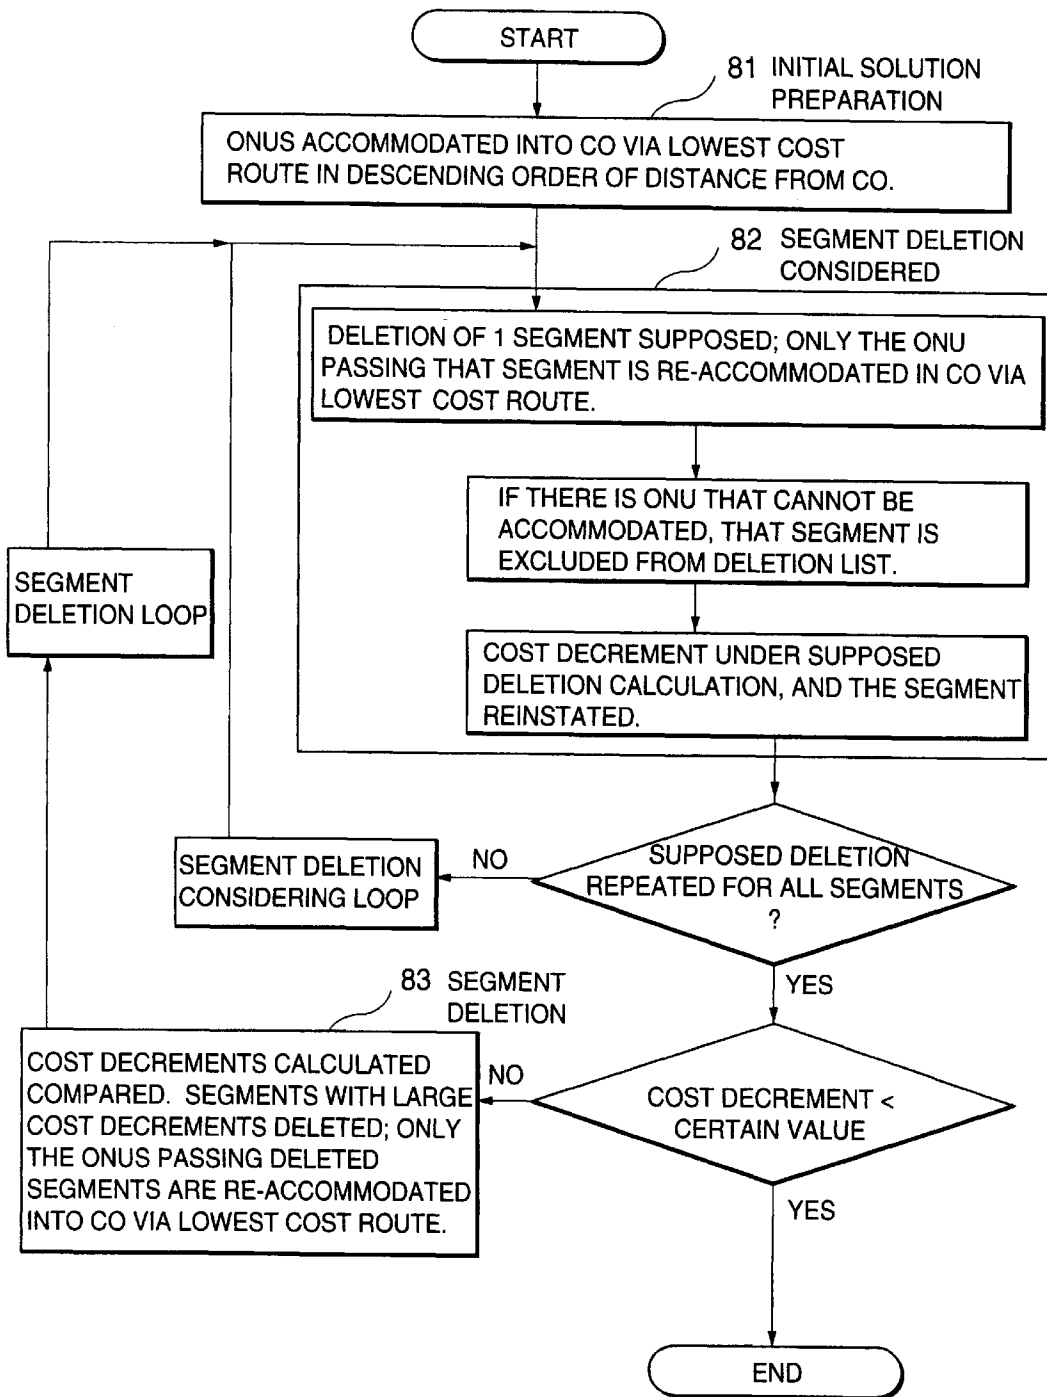 START
81 INITIAL SOLUTION
PREPARATION
ONUS ACCOMMODATED INTO CO VIA LOWEST COST
ROUTE IN DESCENDING ORDER OF DISTANCE FROM CO.
82 SEGMENT DELETION
CONSIDERED
DELETION OF 1 SEGMENT SUPPOSED; ONLY THE ONU
PASSING THAT SEGMENT IS RE-ACCOMMODATED IN CO VIA
LOWEST COST ROUTE.
IF THERE IS ONU THAT CANNOT BE
ACCOMMODATED, THAT SEGMENT IS
EXCLUDED FROM DELETION LIST.
SEGMENT
DELETION LOOP
COST DECREMENT UNDER SUPPOSED
DELETION CALCULATION, AND THE SEGMENT
REINSTATED.
SEGMENT DELETION
CONSIDERING LOOP
NO
SUPPOSED DELETION
REPEATED FOR ALL SEGMENTS
?
YES
83 SEGMENT
DELETION
COST DECREMENTS CALCULATED
COMPARED. SEGMENTS WITH LARGE
COST DECREMENTS DELETED; ONLY
THE ONUS PASSING DELETED
SEGMENTS ARE RE-ACCOMMODATED
INTO CO VIA LOWEST COST ROUTE.
NO
COST DECREMENT <
CERTAIN VALUE
YES
END